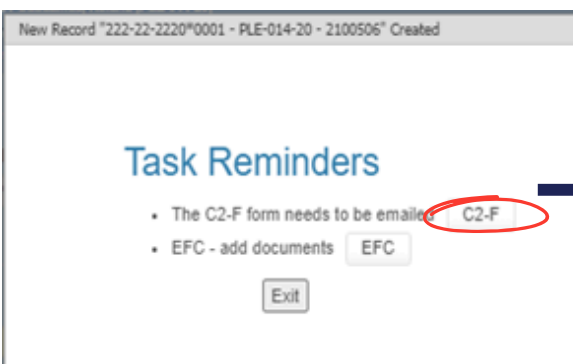 New Record "222-22-2220*0001 - PLE-014-20 - 2100506" Created
Task Reminders
• The C2-F form needs to be emailed C2-F
• EFC - add documents EFC
Exit